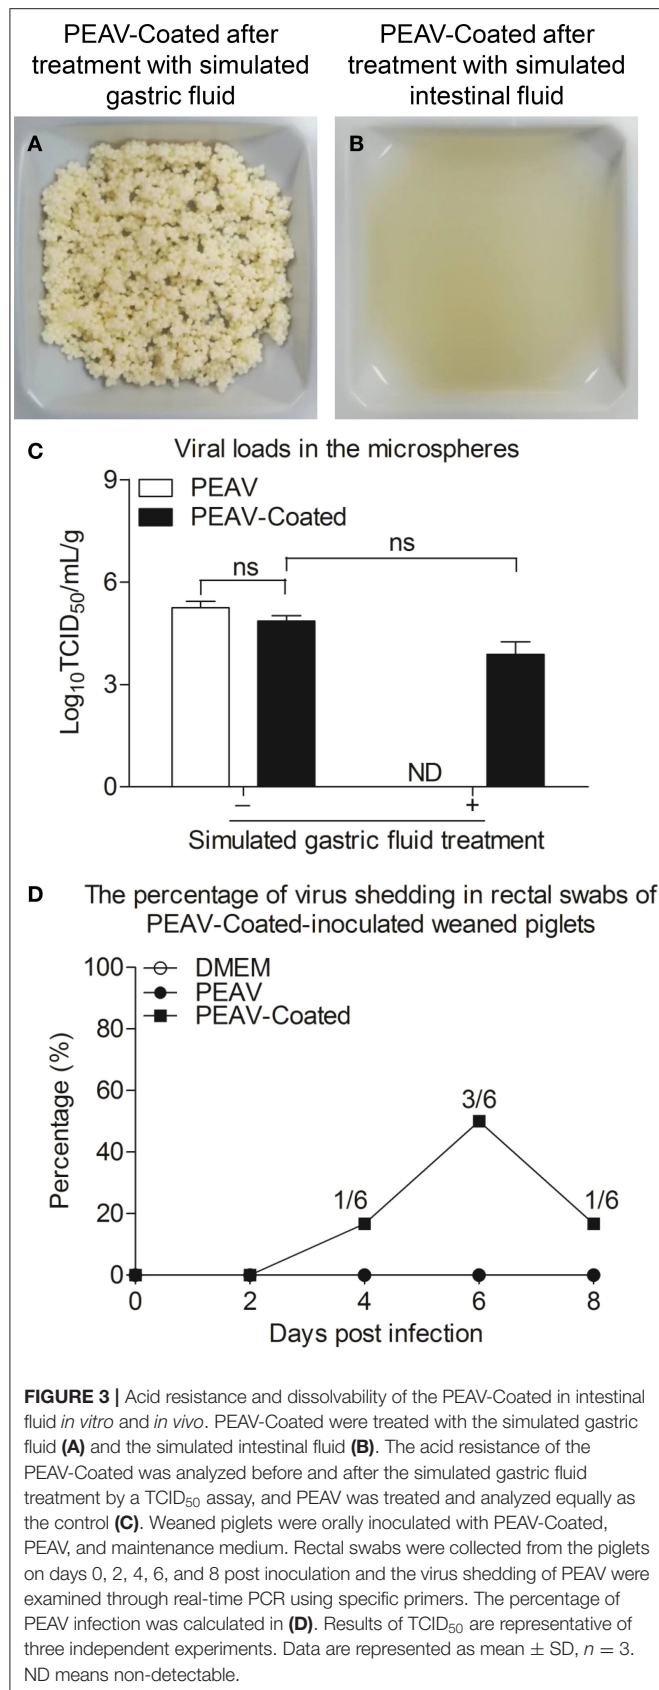 PEAV-Coated after
treatment with simulated
gastric fluid
PEAV-Coated after
treatment with simulated
intestinal fluid
A
B
C
Viral loads in the microspheres
Log10TCID50/mL/g
9
6
3
0
PEAV
PEAV-Coated
ns
ns
ND
–
+
Simulated gastric fluid treatment
D
The percentage of virus shedding in rectal swabs of
PEAV-Coated-inoculated weaned piglets
Percentage (%)
100
80
60
40
20
0
DMEM
PEAV
PEAV-Coated
1/6
3/6
1/6
0
2
4
6
8
Days post infection
FIGURE 3 | Acid resistance and dissolvability of the PEAV-Coated in intestinal
fluid in vitro and in vivo. PEAV-Coated were treated with the simulated gastric
fluid (A) and the simulated intestinal fluid (B). The acid resistance of the
PEAV-Coated was analyzed before and after the simulated gastric fluid
treatment by a TCID50 assay, and PEAV was treated and analyzed equally as
the control (C). Weaned piglets were orally inoculated with PEAV-Coated,
PEAV, and maintenance medium. Rectal swabs were collected from the piglets
on days 0, 2, 4, 6, and 8 post inoculation and the virus shedding of PEAV were
examined through real-time PCR using specific primers. The percentage of
PEAV infection was calculated in (D). Results of TCID50 are representative of
three independent experiments. Data are represented as mean ± SD, n = 3.
ND means non-detectable.